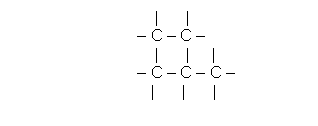 – C – C –
– C – C – C –